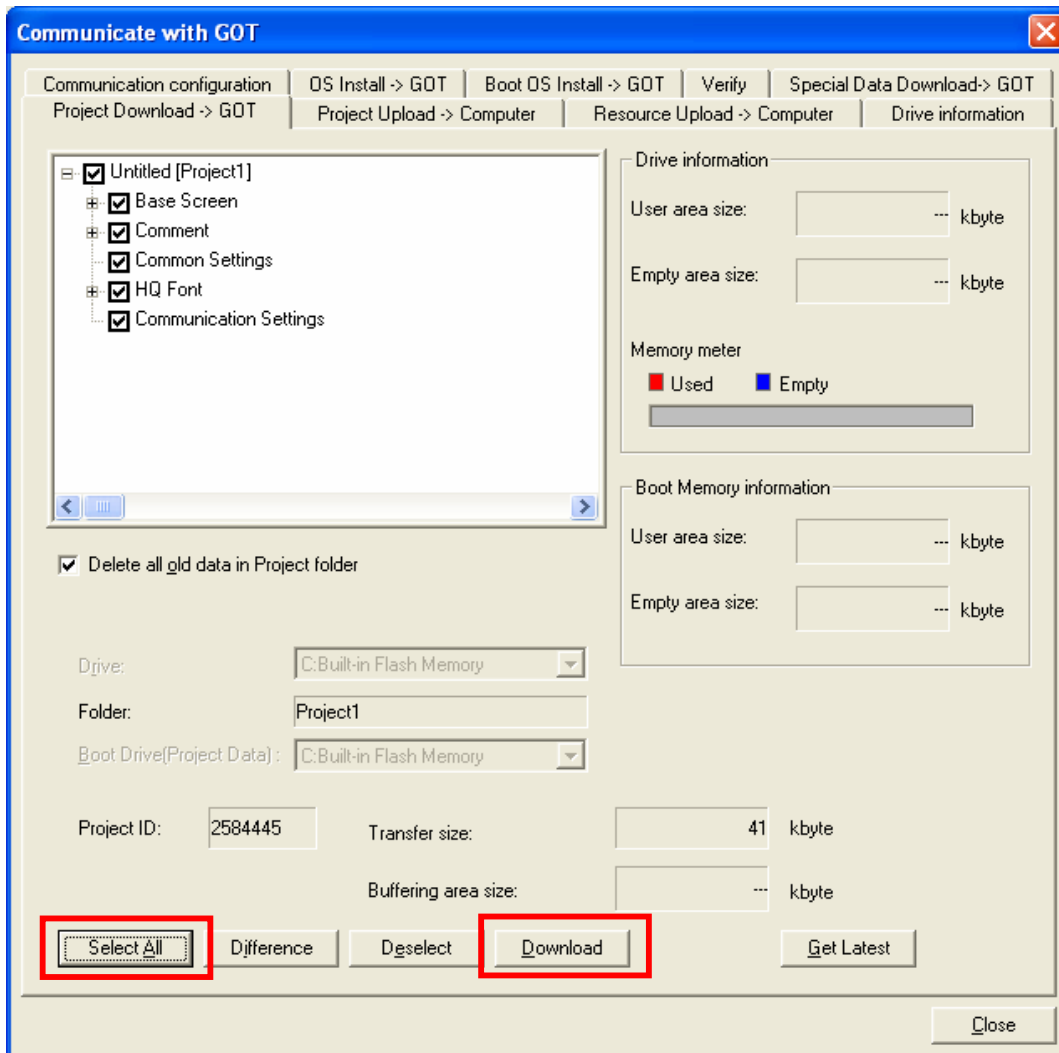 Communicate with GOT
Communication configuration OS Install -> GOT Boot OS Install -> GOT Verify Special Data Download-> GOT
Project Download -> GOT Project Upload -> Computer Resource Upload -> Computer Drive information
Untitled [Project1]
Base Screen
Comment
Common Settings
HQ Font
Communication Settings
Delete all old data in Project folder
Drive: C:Built-in Flash Memory
Folder: Project1
Boot Drive(Project Data) : C:Built-in Flash Memory
Drive information
User area size: --- kbyte
Empty area size: --- kbyte
Memory meter
Used Empty
Boot Memory information
User area size: --- kbyte
Empty area size: --- kbyte
Project ID: 2584445 Transfer size: 41 kbyte
Buffering area size: --- kbyte
Select All Difference Deselect Download Get Latest
Close